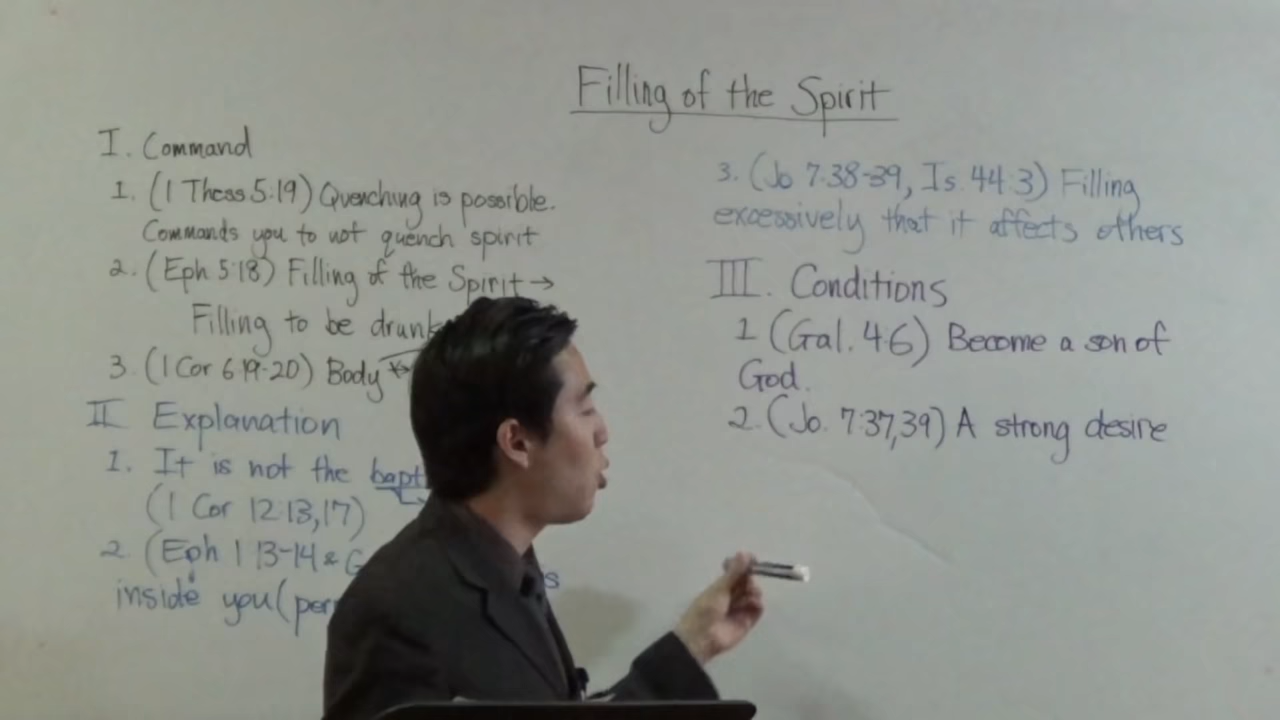 Filling of the Spirit
I. Command
1. (1 Thess 5:19) Quenching is possible.
Commands you to not quench spirit
2. (Eph 5:18) Filling of the Spirit →
Filling to be drunk
3. (1 Cor 6:19-20) Body
II Explanation
1. It is not the
(1 Cor 12:13,17)
2 (Eph 1:13-14 &
inside you (
3. (Jo 7:38-39, Is. 44:3) Filling
excessively that it affects others
III. Conditions
1 (Gal. 4:6) Become a son of
God.
2. (Jo. 7:37,39) A strong desire